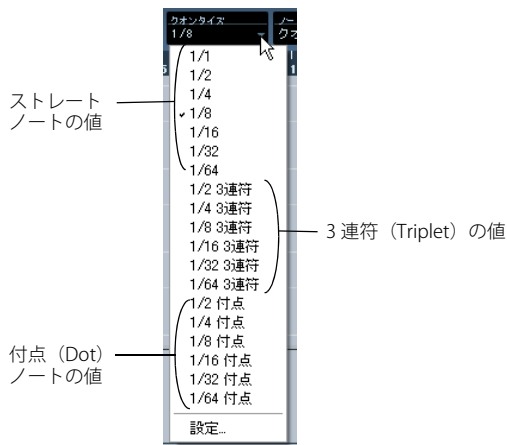 クオンタイズ
1/8
1/1
1/2
1/4
✓ 1/8
1/16
1/32
1/64
1/2 3連符
1/4 3連符
1/8 3連符
1/16 3連符
1/32 3連符
1/64 3連符
1/2 付点
1/4 付点
1/8 付点
1/16 付点
1/32 付点
1/64 付点
設定...
ストレート
ノートの値
3 連符（Triplet）の値
付点（Dot）
ノートの値